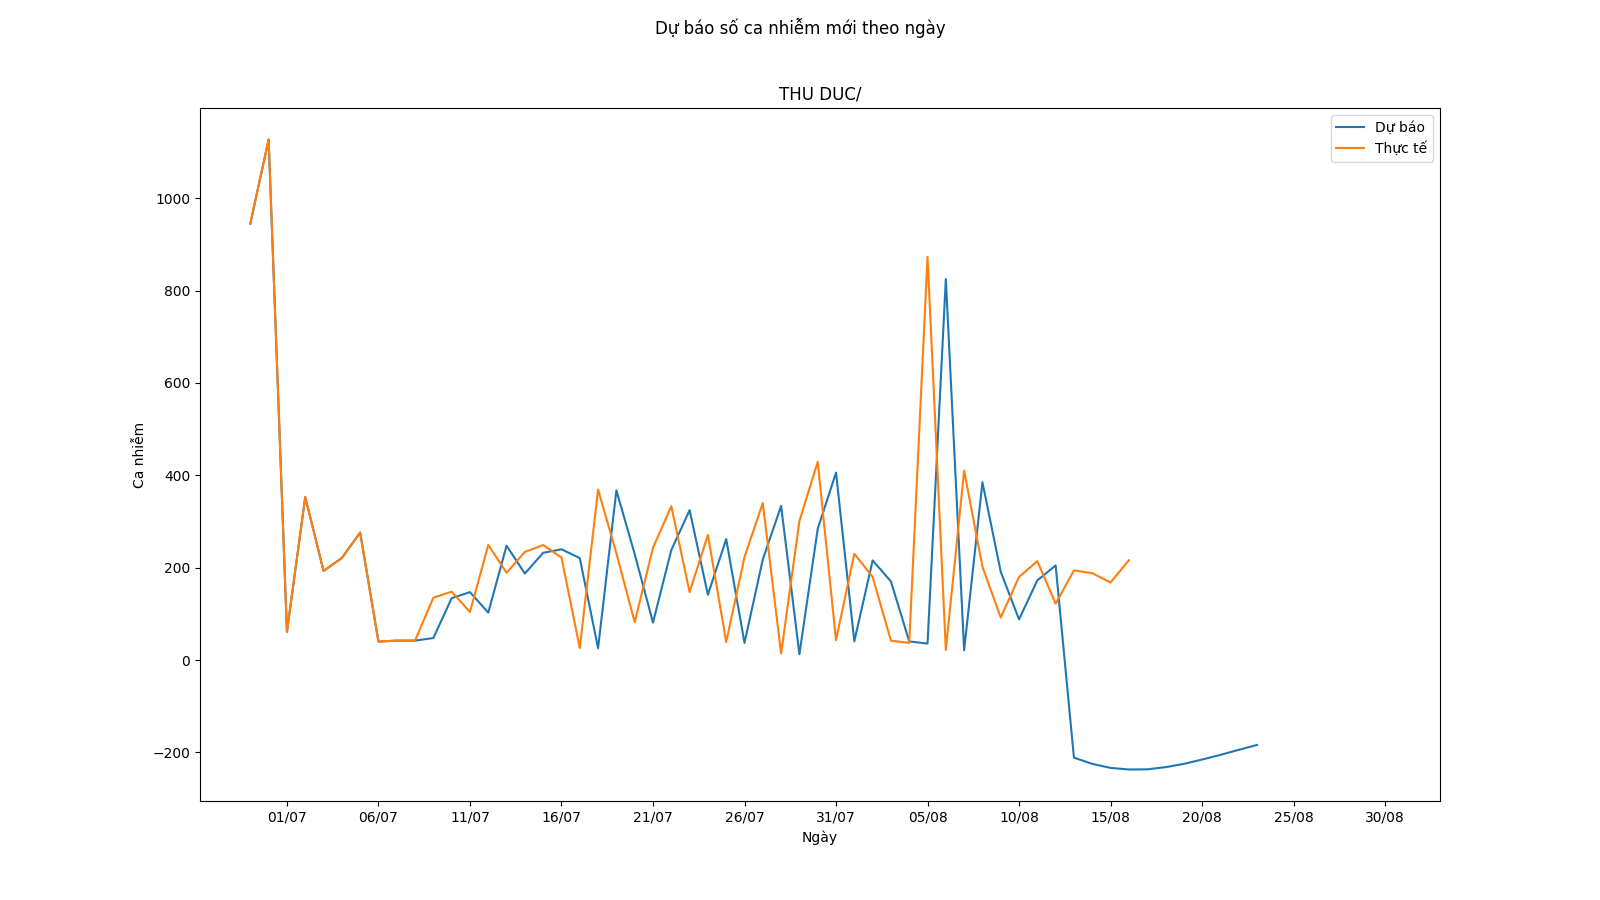 Dự báo số ca nhiễm mới theo ngày
THU DUC/
Dự báo
Thực tế
Ca nhiễm
1000
800
600
400
200
0
−200
01/07 06/07 11/07 16/07 21/07 26/07 31/07 05/08 10/08 15/08 20/08 25/08 30/08
Ngày